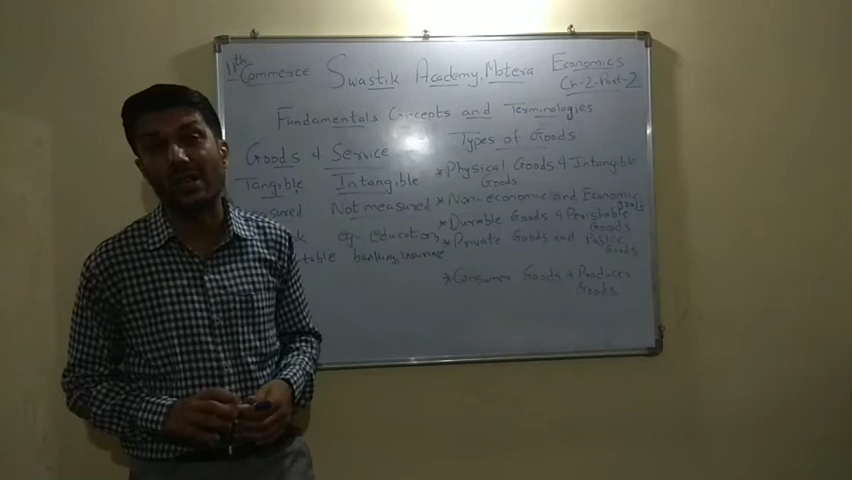 11th Commerce Swastik Academy, Motera Economics
Ch-2-Part-2
Fundamentals Concepts and Terminologies
Goods & Service
Tangible Intangible
Not measured
eg- education
banking,
Types of Goods
* Physical Goods & Intangible
Goods
* Non-economic and Economic
goods
* Durable Goods & Perishable
Goods
* Private Goods and Public
Goods
* Consumer Goods & Producer
Goods